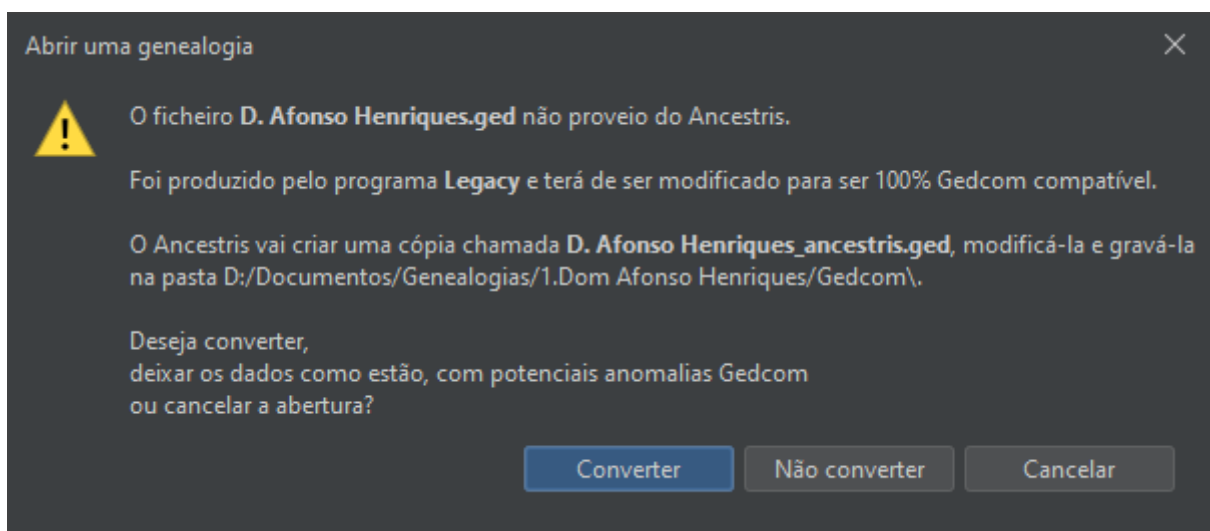 Abrir uma genealogia
O ficheiro D. Afonso Henriques.ged não proveio do Ancestris.
Foi produzido pelo programa Legacy e terá de ser modificado para ser 100% Gedcom compatível.
O Ancestris vai criar uma cópia chamada D. Afonso Henriques_ancestris.ged, modificá-la e gravá-la
na pasta D:/Documentos/Genealogias/1.Dom Afonso Henriques/Gedcom\.
Deseja converter,
deixar os dados como estão, com potenciais anomalias Gedcom
ou cancelar a abertura?
Converter Não converter Cancelar